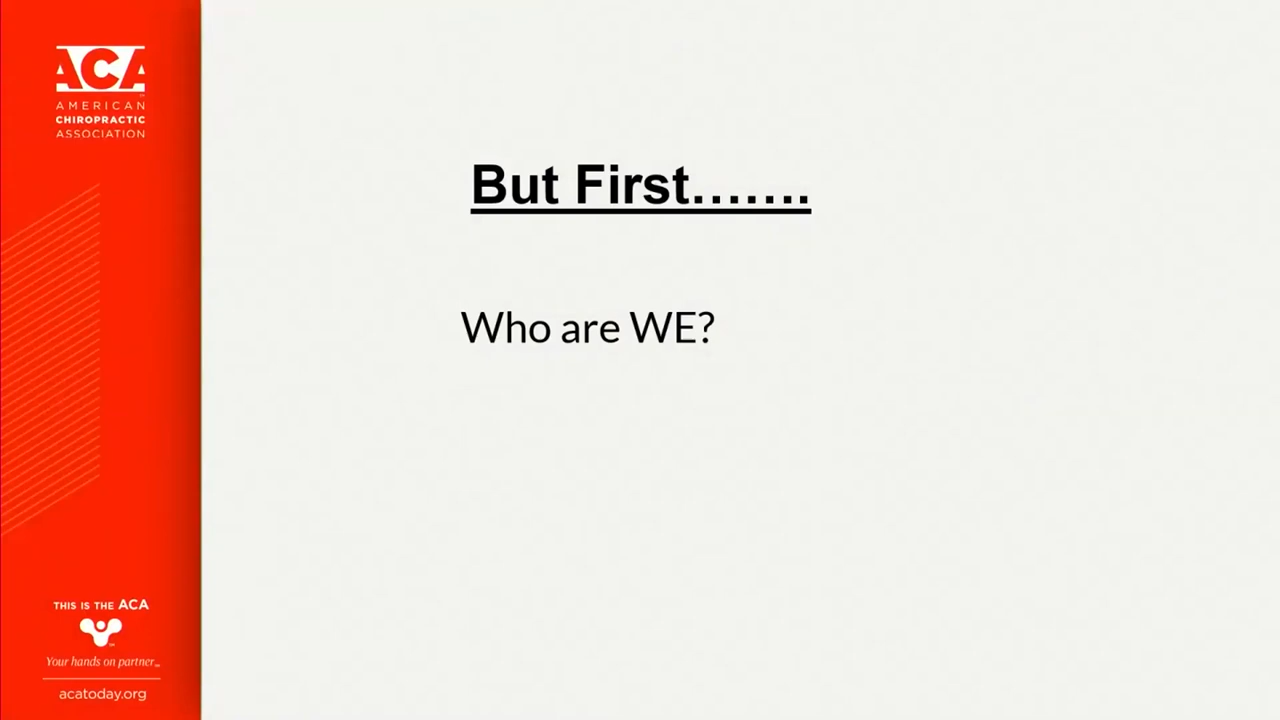 ACA
AMERICAN
CHIROPRACTIC
ASSOCIATION
But First…….
Who are WE?
THIS IS THE ACA
Your hands on partner
acatoday.org